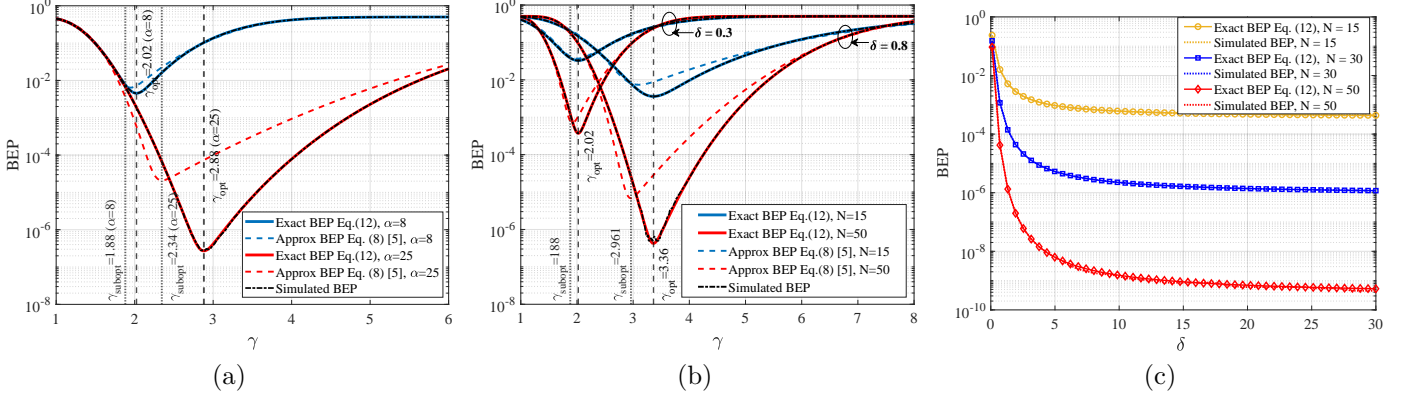 BEP
10^0
10^-2
10^-4
10^-6
10^-8
γ_subopt=1.88 (α=8)
γ_opt=2.02 (α=8)
γ_subopt=2.34 (α=25)
γ_opt=2.88 (α=25)
Exact BEP Eq.(12), α=8
Approx BEP Eq.(8) [5], α=8
Exact BEP Eq.(12), α=25
Approx BEP Eq.(8) [5], α=25
Simulated BEP
1 2 3 4 5 6
γ
(a)
BEP
10^0
10^-2
10^-4
10^-6
10^-8
δ = 0.3
δ = 0.8
γ_subopt=188
γ_opt=2.02
γ_subopt=2.961
γ_opt=3.36
Exact BEP Eq.(12), N=15
Exact BEP Eq.(12), N=50
Approx BEP Eq.(8) [5], N=15
Approx BEP Eq.(8) [5], N=50
Simulated BEP
1 2 3 4 5 6 7 8
γ
(b)
BEP
10^0
10^-2
10^-4
10^-6
10^-8
10^-10
Exact BEP Eq. (12), N = 15
Simulated BEP, N = 15
Exact BEP Eq. (12), N = 30
Simulated BEP, N = 30
Exact BEP Eq. (12), N = 50
Simulated BEP, N = 50
0 5 10 15 20 25 30
δ
(c)